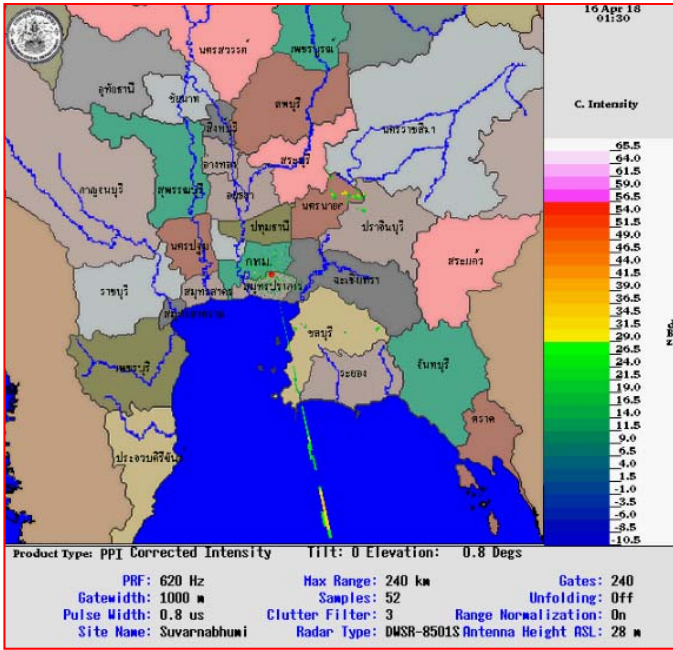 16 Apr 18
01:30
C. Intensity
65.5
64.0
61.5
59.0
56.5
54.0
51.5
49.0
46.5
44.0
41.5
39.0
36.5
34.0
31.5
29.0
26.5
24.0
21.5
19.0
16.5
14.0
11.5
9.0
6.5
4.0
1.5
-1.0
-3.5
-6.0
-8.5
-10.5
นครสวรรค์
เพชรบูรณ์
อุทัยธานี
ชัยนาท
ลพบุรี
สิงห์บุรี
นครราชสีมา
อ่างทอง
สระบุรี
กาญจนบุรี
สุพรรณบุรี
อยุธยา
นครนายก
ปราจีนบุรี
ปทุมธานี
นครปฐม
กทม.
สระแก้ว
ราชบุรี
สมุทรสาคร
สมุทรปราการ
ฉะเชิงเทรา
ชลบุรี
เพชรบุรี
ระยอง
จันทบุรี
ตราด
ประจวบคีรีขันธ์
Product Type: PPI Corrected Intensity Tilt: 0 Elevation: 0.8 Degs
PRF: 620 Hz Max Range: 240 km Gates: 240
Gatewidth: 1000 m Samples: 52 Unfolding: Off
Pulse Width: 0.8 us Clutter Filter: 3 Range Normalization: On
Site Name: Suvarnabhumi Radar Type: DWSR-8501S Antenna Height ASL: 28 m